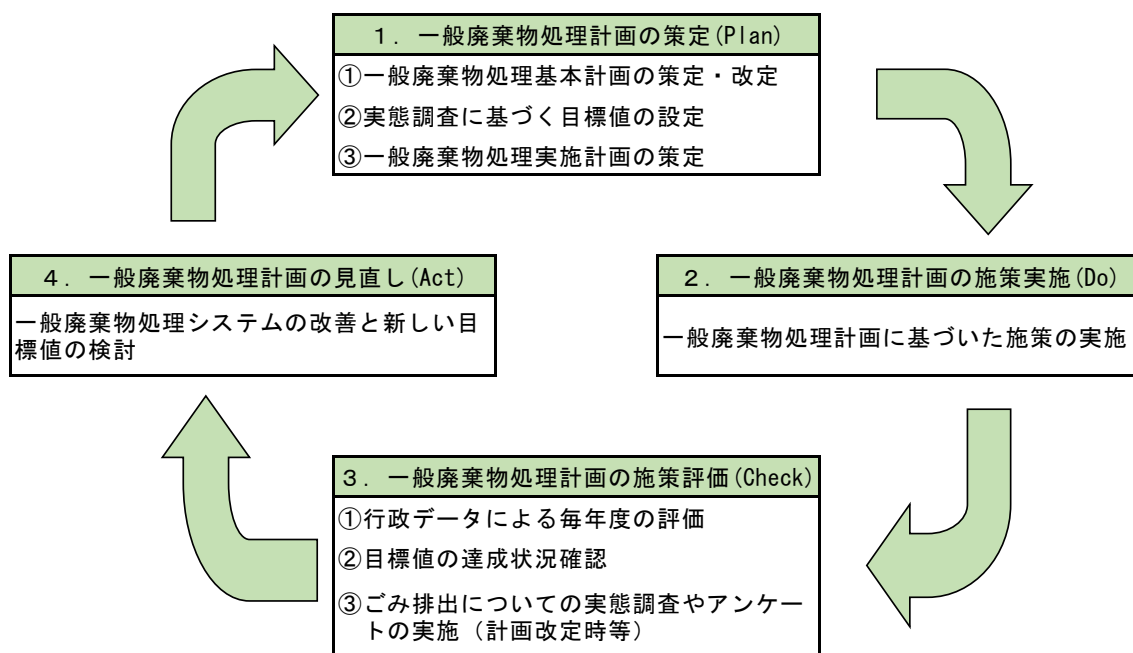 １．一般廃棄物処理計画の策定(Plan)
①一般廃棄物処理基本計画の策定・改定
②実態調査に基づく目標値の設定
③一般廃棄物処理実施計画の策定
４．一般廃棄物処理計画の見直し(Act)
一般廃棄物処理システムの改善と新しい目
標値の検討
２．一般廃棄物処理計画の施策実施(Do)
一般廃棄物処理計画に基づいた施策の実施
３．一般廃棄物処理計画の施策評価(Check)
①行政データによる毎年度の評価
②目標値の達成状況確認
③ごみ排出についての実態調査やアンケー
トの実施（計画改定時等）